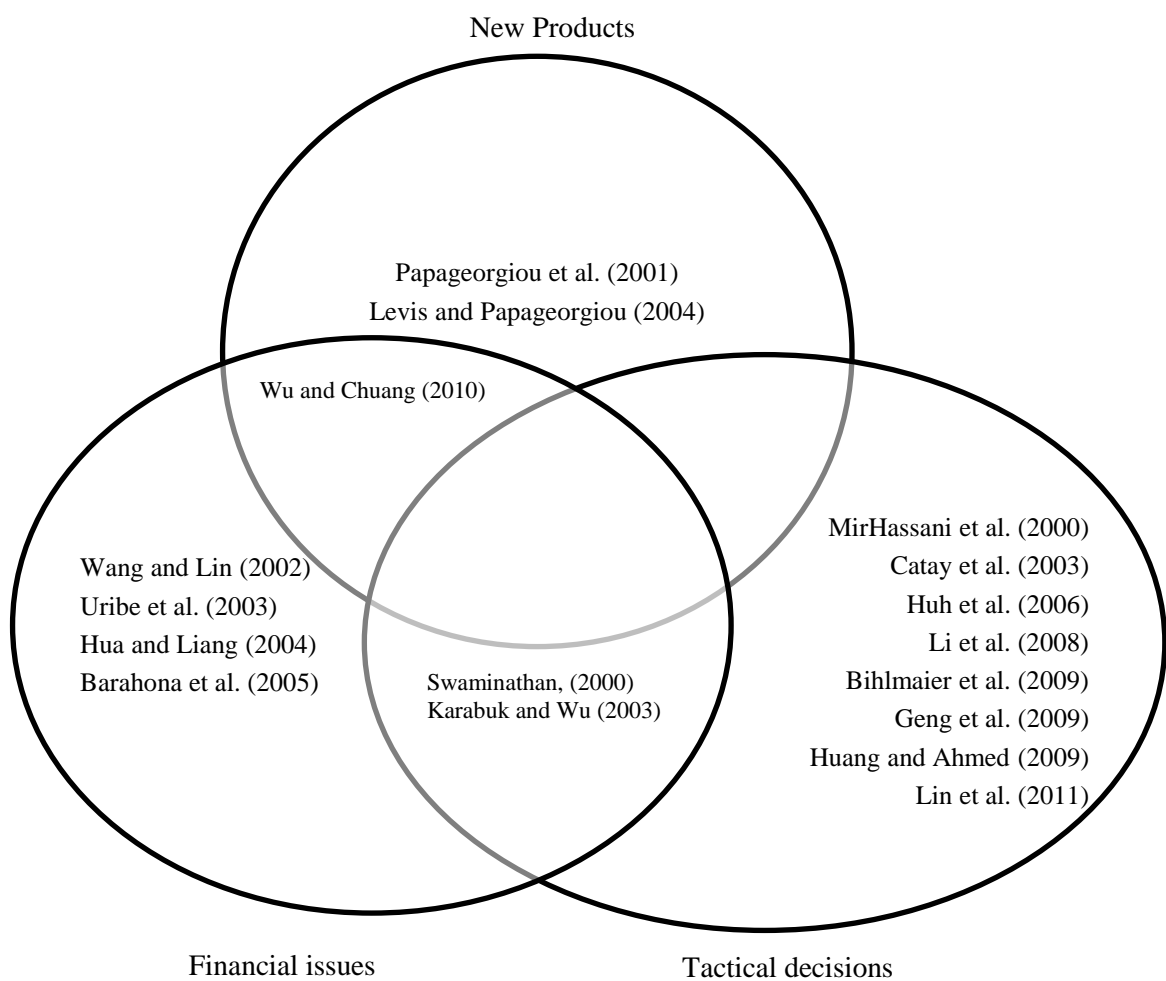 New Products
Papageorgiou et al. (2001)
Levis and Papageorgiou (2004)
Wu and Chuang (2010)
Wang and Lin (2002)
Uribe et al. (2003)
Hua and Liang (2004)
Barahona et al. (2005)
Swaminathan, (2000)
Karabuk and Wu (2003)
MirHassani et al. (2000)
Catay et al. (2003)
Huh et al. (2006)
Li et al. (2008)
Bihlmaier et al. (2009)
Geng et al. (2009)
Huang and Ahmed (2009)
Lin et al. (2011)
Financial issues
Tactical decisions